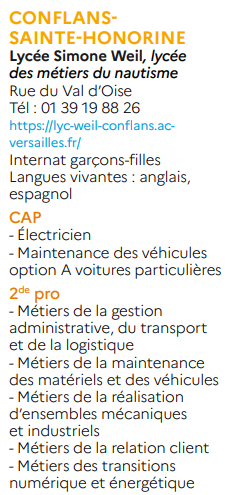 CONFLANS-
SAINTE-HONORINE
Lycée Simone Weil, lycée
des métiers du nautisme
Rue du Val d’Oise
Tél : 01 39 19 88 26
https://lyc-weil-conflans.ac-
versailles.fr/
Internat garçons-filles
Langues vivantes : anglais,
espagnol
CAP
- Électricien
- Maintenance des véhicules
option A voitures particulières
2de pro
- Métiers de la gestion
administrative, du transport
et de la logistique
- Métiers de la maintenance
des matériels et des véhicules
- Métiers de la réalisation
d’ensembles mécaniques
et industriels
- Métiers de la relation client
- Métiers des transitions
numérique et énergétique